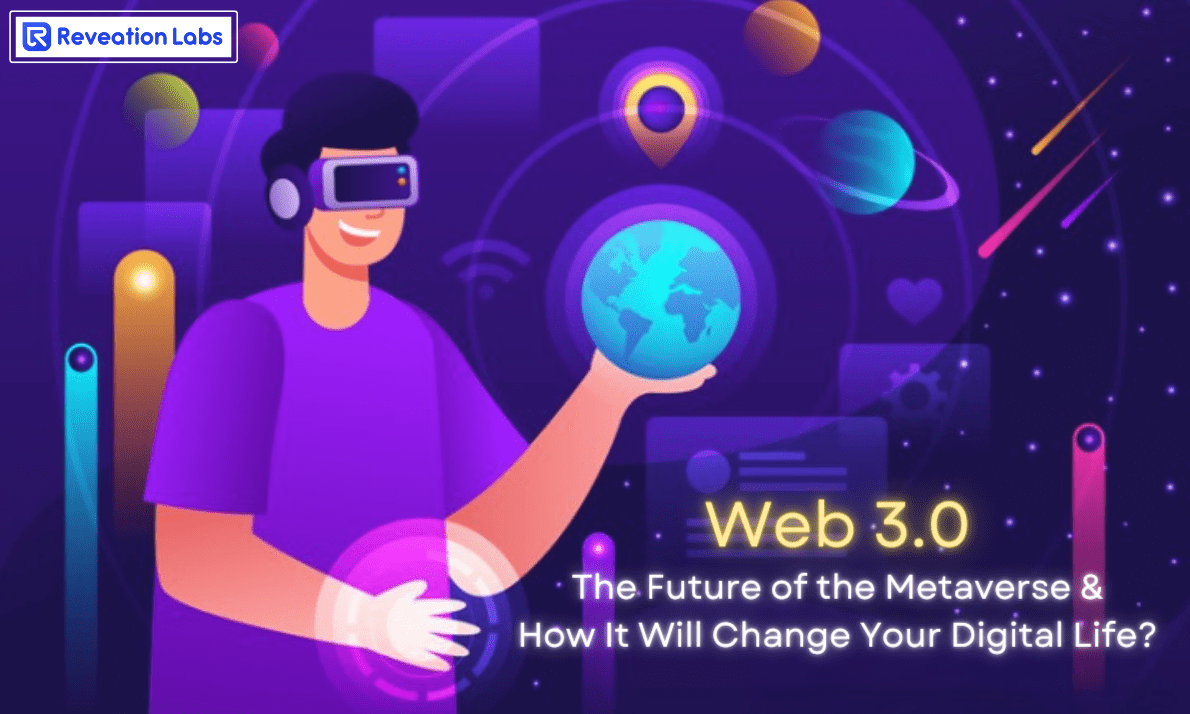 Reveation Labs
Web 3.0
The Future of the Metaverse &
How It Will Change Your Digital Life?